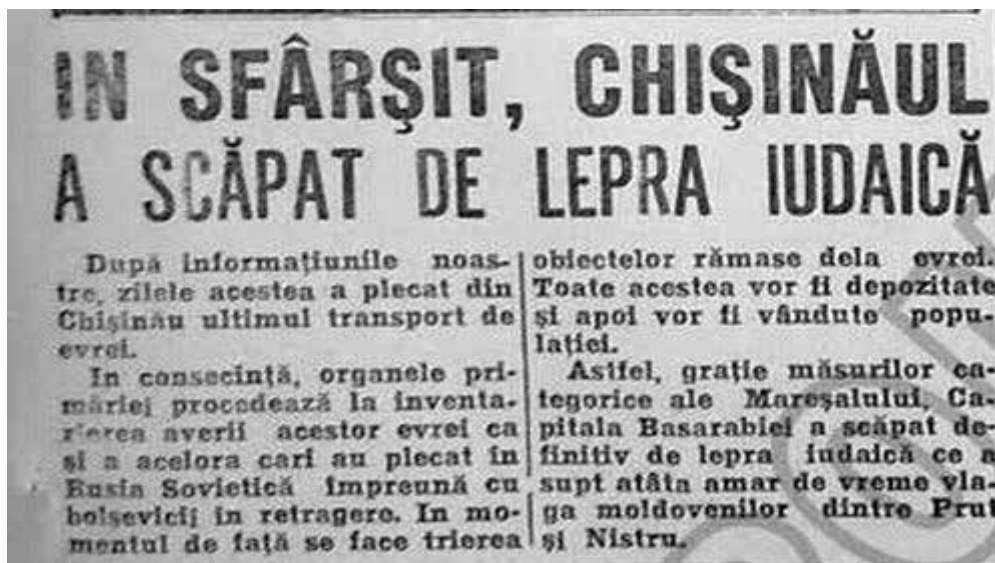 IN SFÂRŞIT, CHIŞINĂUL
A SCĂPAT DE LEPRA IUDAICĂ
După informaţiunile noas-
tre, zilele acestea a plecat din
Chişinău ultimul transport de
evrei.
In consecinţă, organele pri-
măriei procedează la inventa-
rierea averii acestor evrei ca
şi a acelora cari au plecat în
Rusia Sovietică împreună cu
bolşevicii in retragere. In mo-
mentul de faţă se face trierea
obiectelor rămase dela evrei.
Toate acestea vor fi depozitate
şi apoi vor fi vândute popu-
laţiei.
Astfel, graţie măsurilor ca-
tegorice ale Mareşalului, Ca-
pitala Basarabiei a scăpat de-
finitiv de lepra iudaică ce a
supt atâta amar de vreme vla-
ga moldovenilor dintre Prut
şi Nistru.